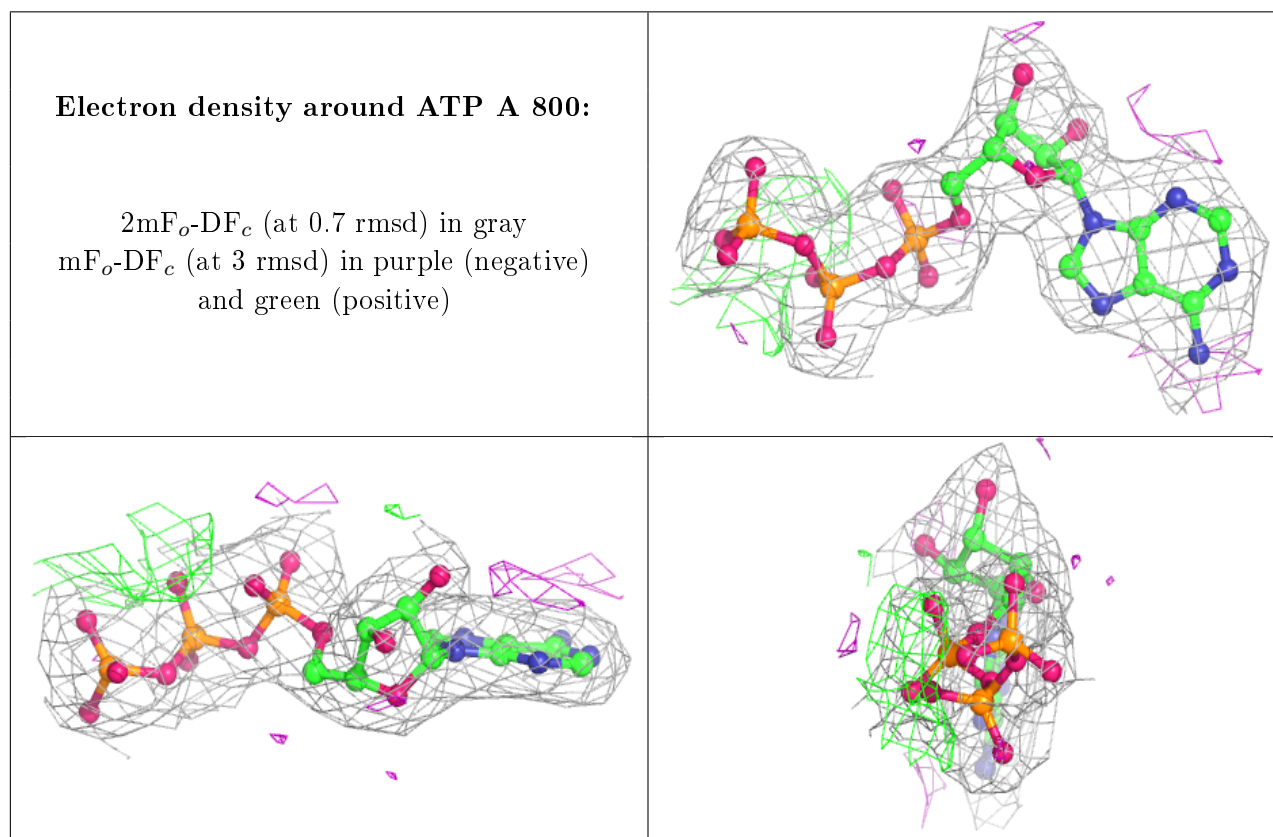 Electron density around ATP A 800:
2mFo-DFc (at 0.7 rmsd) in gray
mFo-DFc (at 3 rmsd) in purple (negative)
and green (positive)